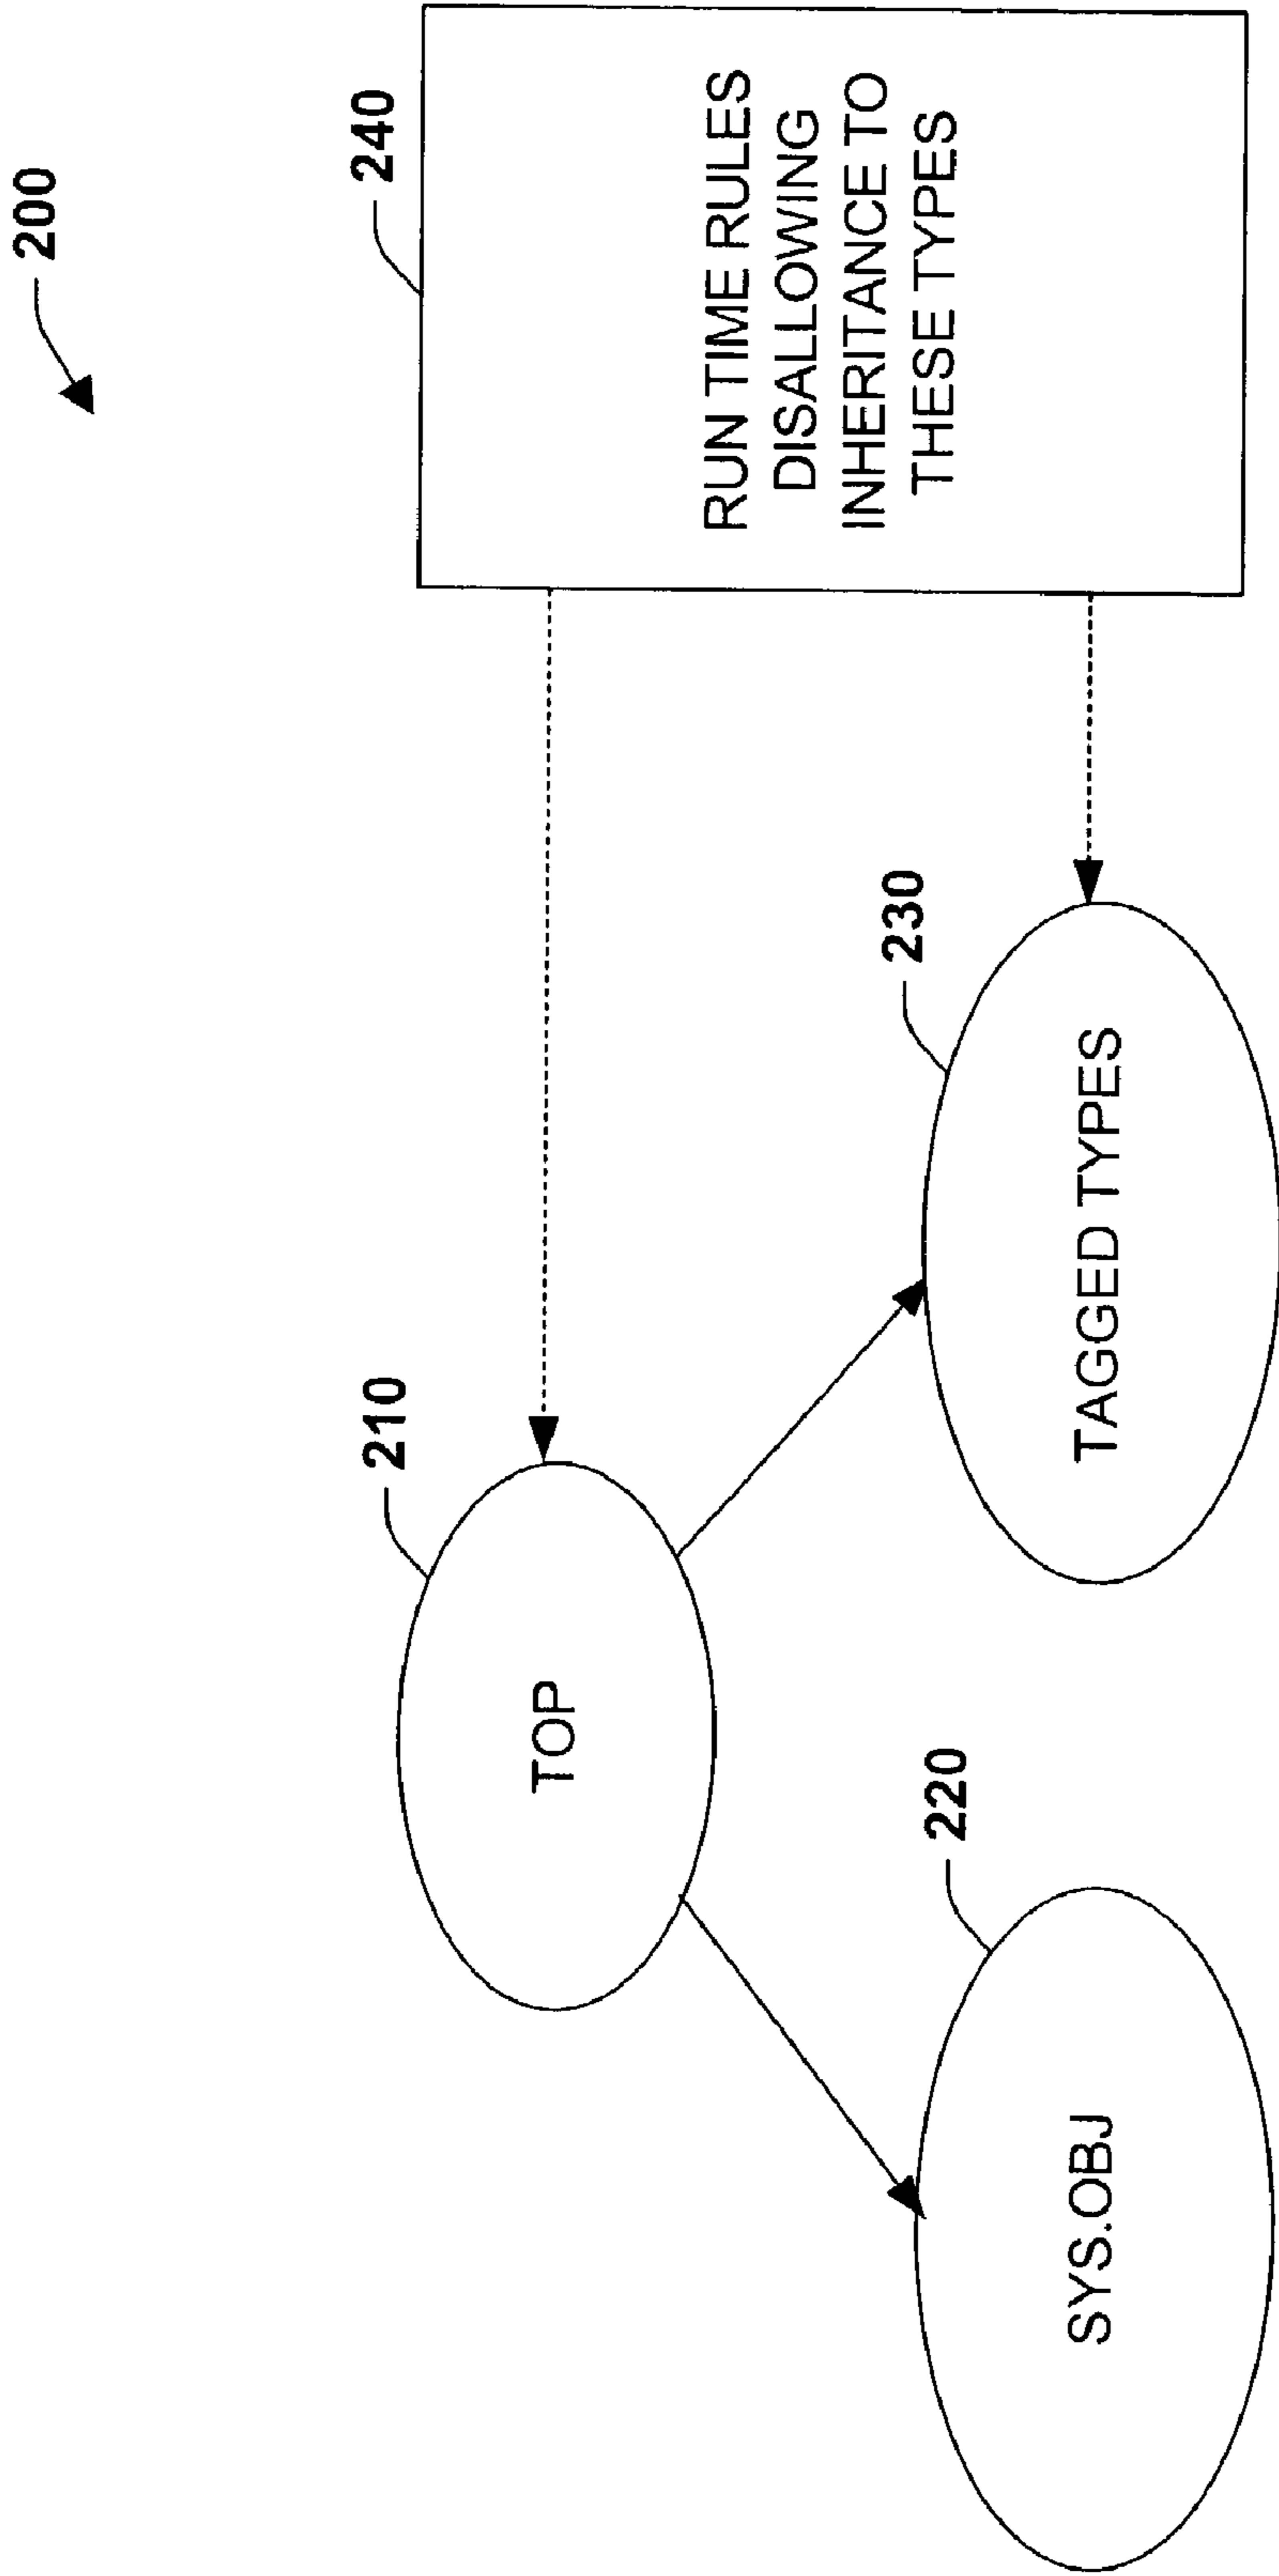 200
240
RUN TIME RULES
DISALLOWING
INHERITANCE TO
THESE TYPES
210
TOP
230
TAGGED TYPES
220
SYS.OBJ